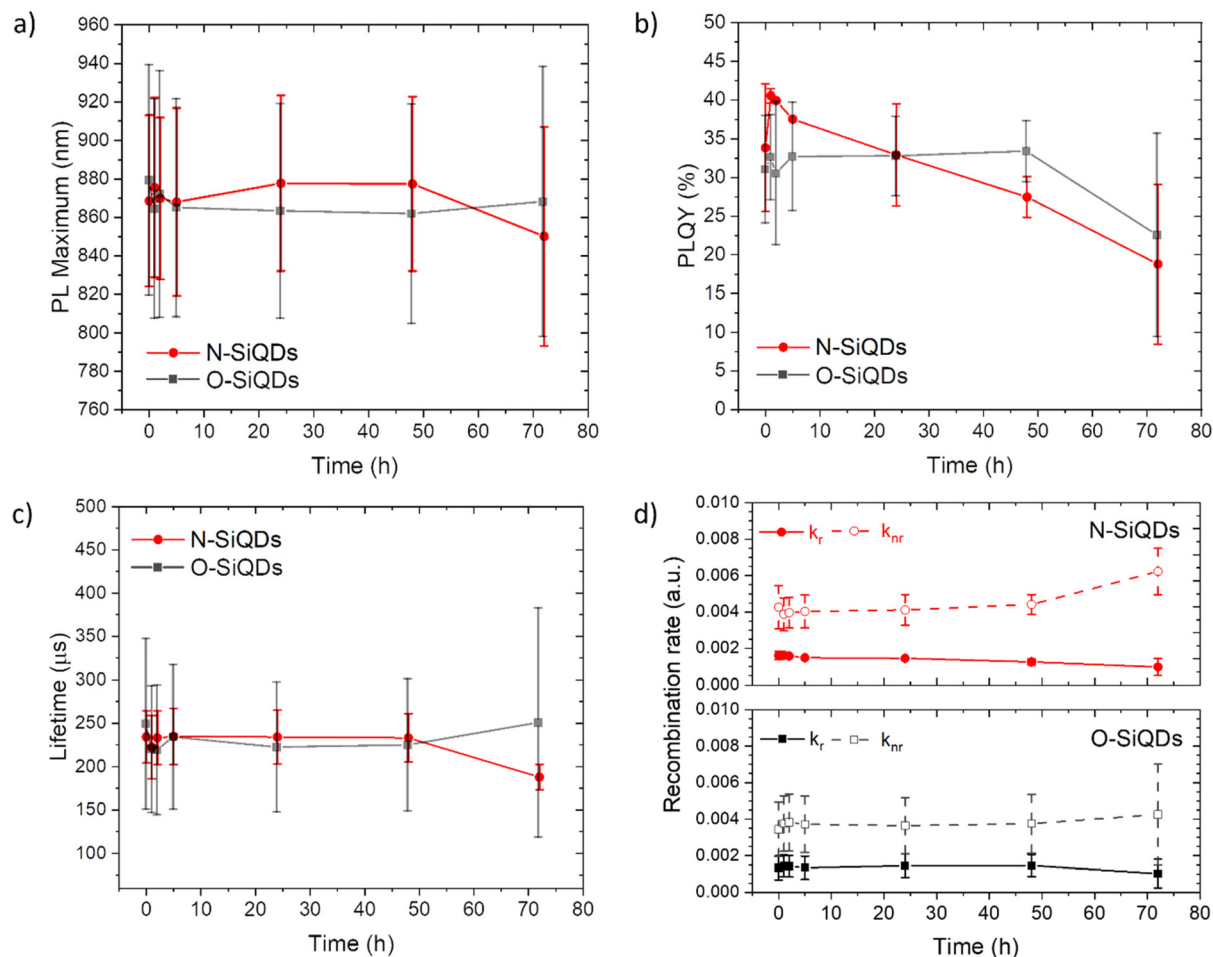 a)
960
940
920
900
880
860
840
820
800
780
760
PL Maximum (nm)
N-SiQDs
O-SiQDs
0 10 20 30 40 50 60 70 80
Time (h)
b)
50
45
40
35
30
25
20
15
10
5
0
PLQY (%)
N-SiQDs
O-SiQDs
0 10 20 30 40 50 60 70 80
Time (h)
c)
500
450
400
350
300
250
200
150
100
Lifetime (μs)
N-SiQDs
O-SiQDs
0 10 20 30 40 50 60 70 80
Time (h)
d)
Recombination rate (a.u.)
0.010
0.008
0.006
0.004
0.002
0.000
kr knr N-SiQDs
0.010
0.008
0.006
0.004
0.002
0.000
kr knr O-SiQDs
0 10 20 30 40 50 60 70 80
Time (h)